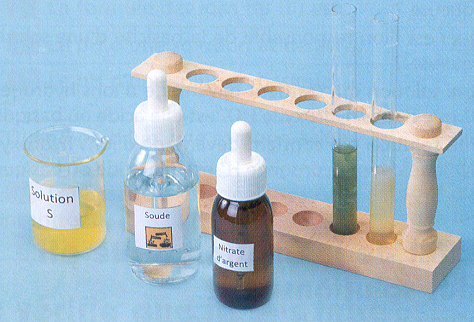 Solution
S
Soude
Nitrate
d'argent